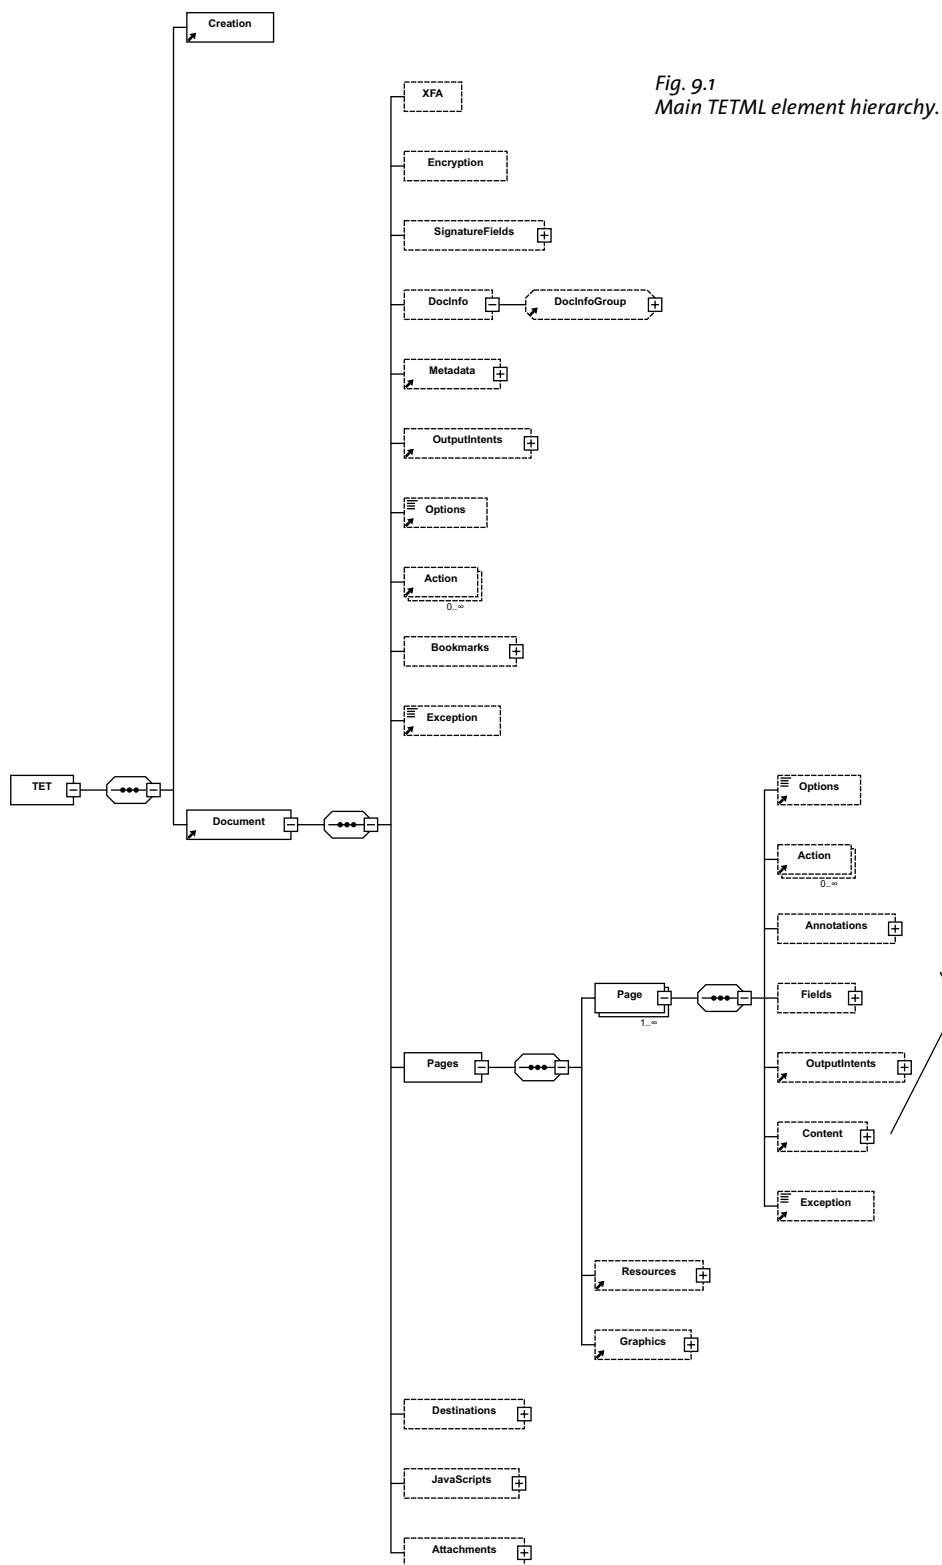 Creation
Fig. 9.1
Main TETML element hierarchy.
XFA
Encryption
SignatureFields
DocInfo
DocInfoGroup
Metadata
OutputIntents
Options
Action
0..∞
Bookmarks
Exception
TET
Document
Options
Action
0..∞
Annotations
Page
1..∞
Fields
Pages
OutputIntents
Content
Exception
Resources
Graphics
Destinations
JavaScripts
Attachments